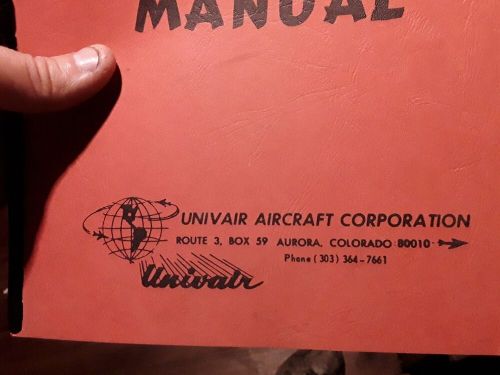 MANUAL
UNIVAIR AIRCRAFT CORPORATION
ROUTE 3, BOX 59 AURORA, COLORADO 80010
Phone (303) 364-7661
Univair